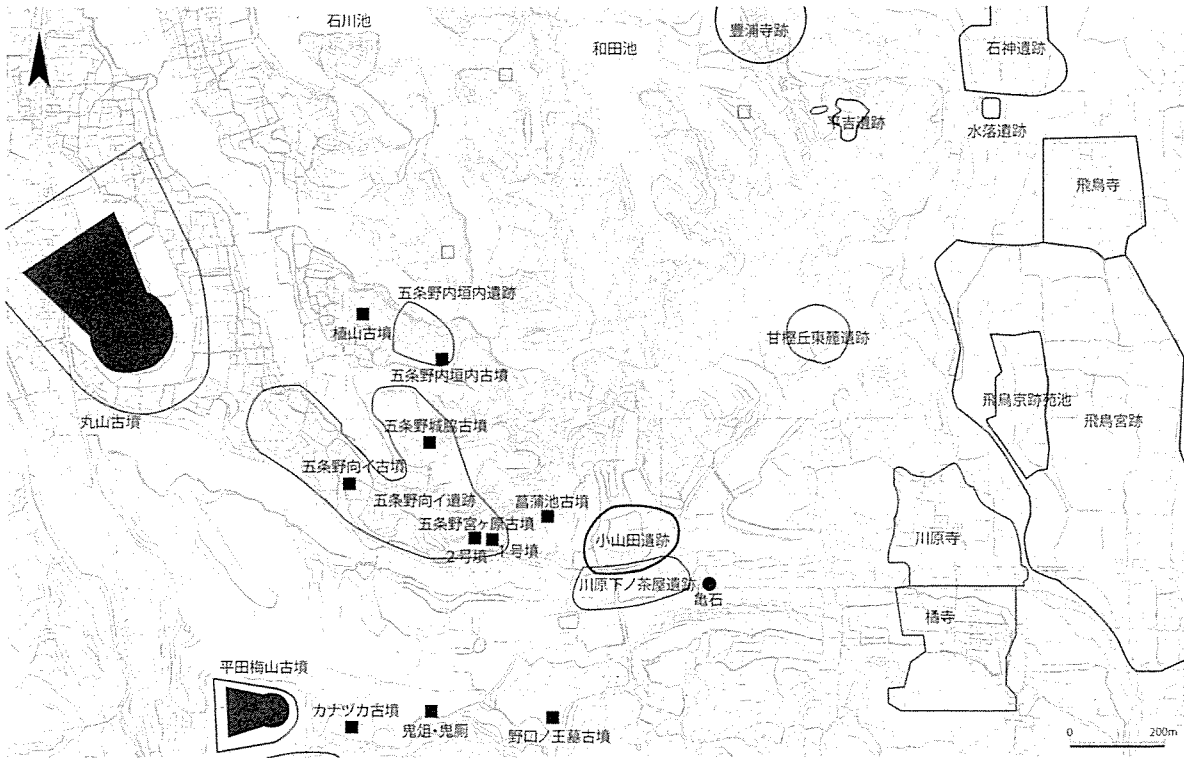 石川池
和田池
豊浦寺跡
石神遺跡
平吉遺跡
水落遺跡
飛鳥寺
五条野内垣内遺跡
植山古墳
甘樫丘東麓遺跡
五条野内垣内古墳
飛鳥京跡苑池
飛鳥宮跡
丸山古墳
五条野城脇古墳
五条野向イ古墳
五条野向イ遺跡
菖蒲池古墳
五条野宮ヶ原古墳
1号墳
2号墳
小山田遺跡
川原寺
川原下ノ茶屋遺跡
亀石
橘寺
平田梅山古墳
カナヅカ古墳
鬼俎・鬼厠
野口ノ王墓古墳
0 200m